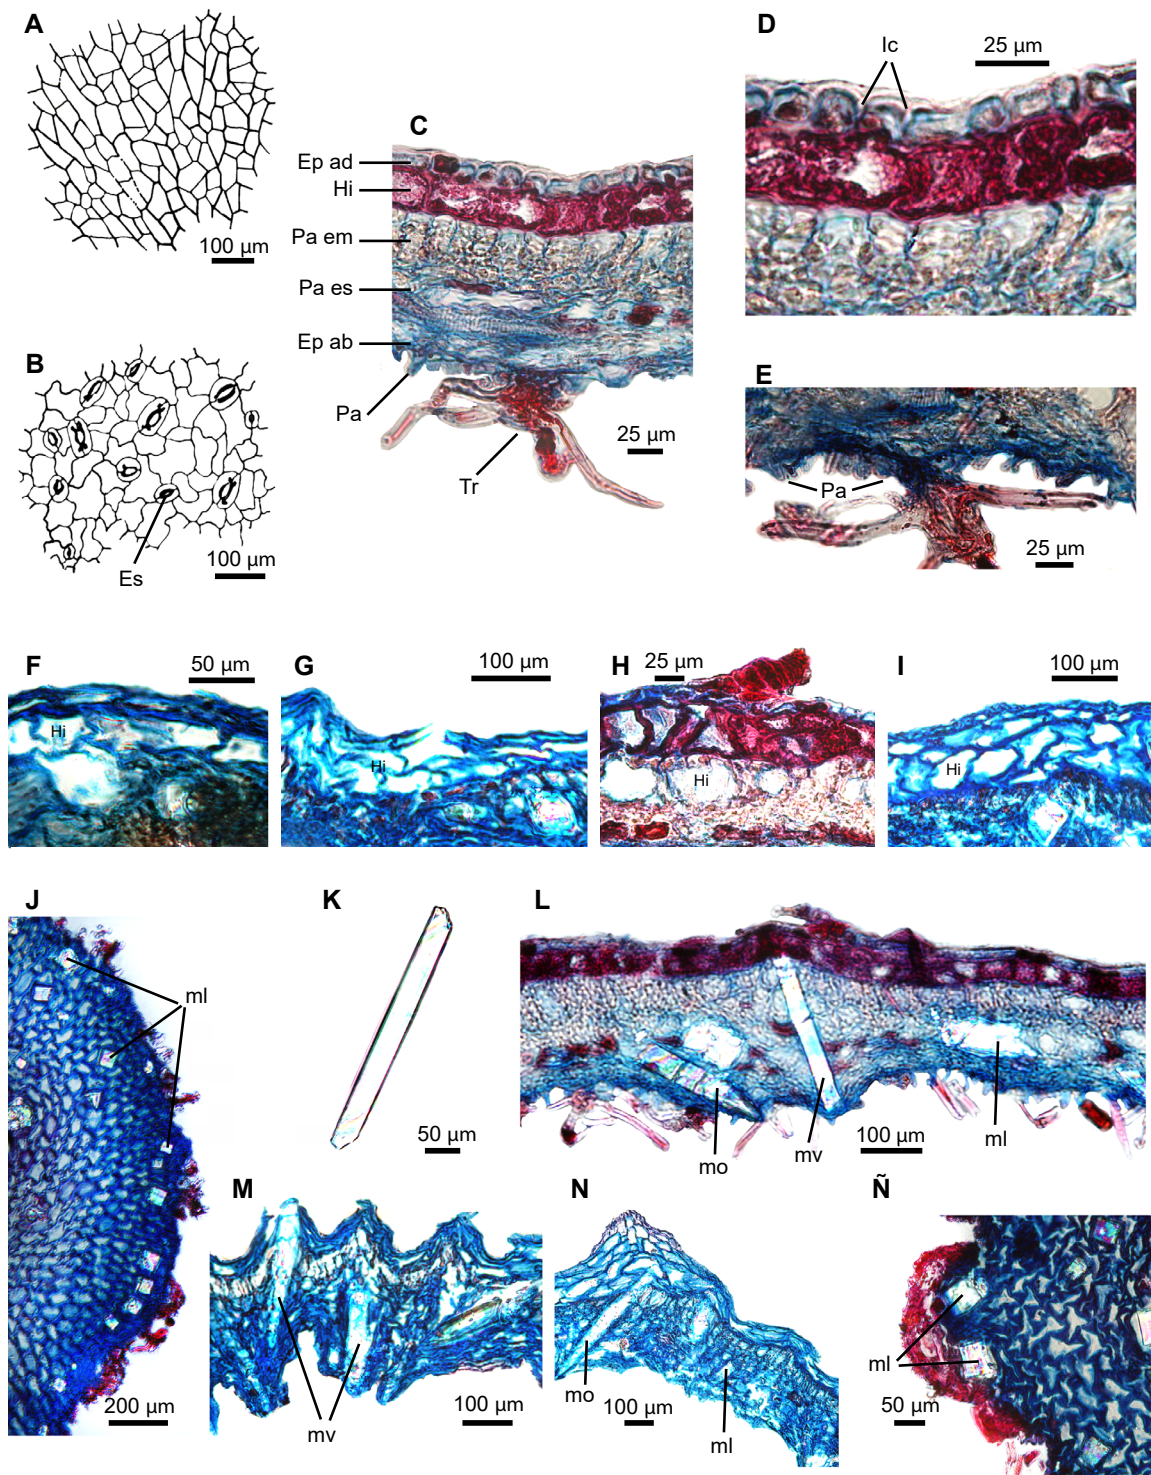 A
100 µm
B
Es
100 µm
C
Ep ad
Hi
Pa em
Pa es
Ep ab
Pa
Tr
25 µm
D
Ic
25 µm
E
Pa
25 µm
F
50 µm
Hi
G
100 µm
Hi
H
25 µm
Hi
I
100 µm
Hi
J
ml
200 µm
K
50 µm
L
mo
mv
ml
100 µm
M
mv
100 µm
N
mo
ml
100 µm
Ñ
ml
50 µm